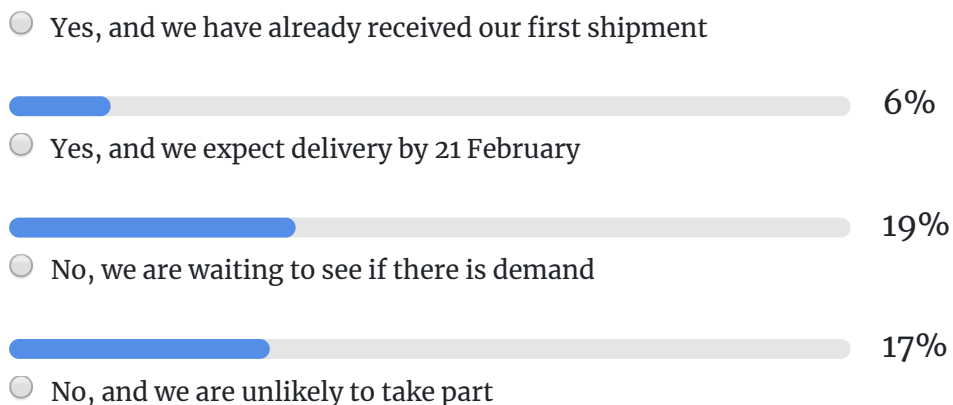 Yes, and we have already received our first shipment
6%
Yes, and we expect delivery by 21 February
19%
No, we are waiting to see if there is demand
17%
No, and we are unlikely to take part